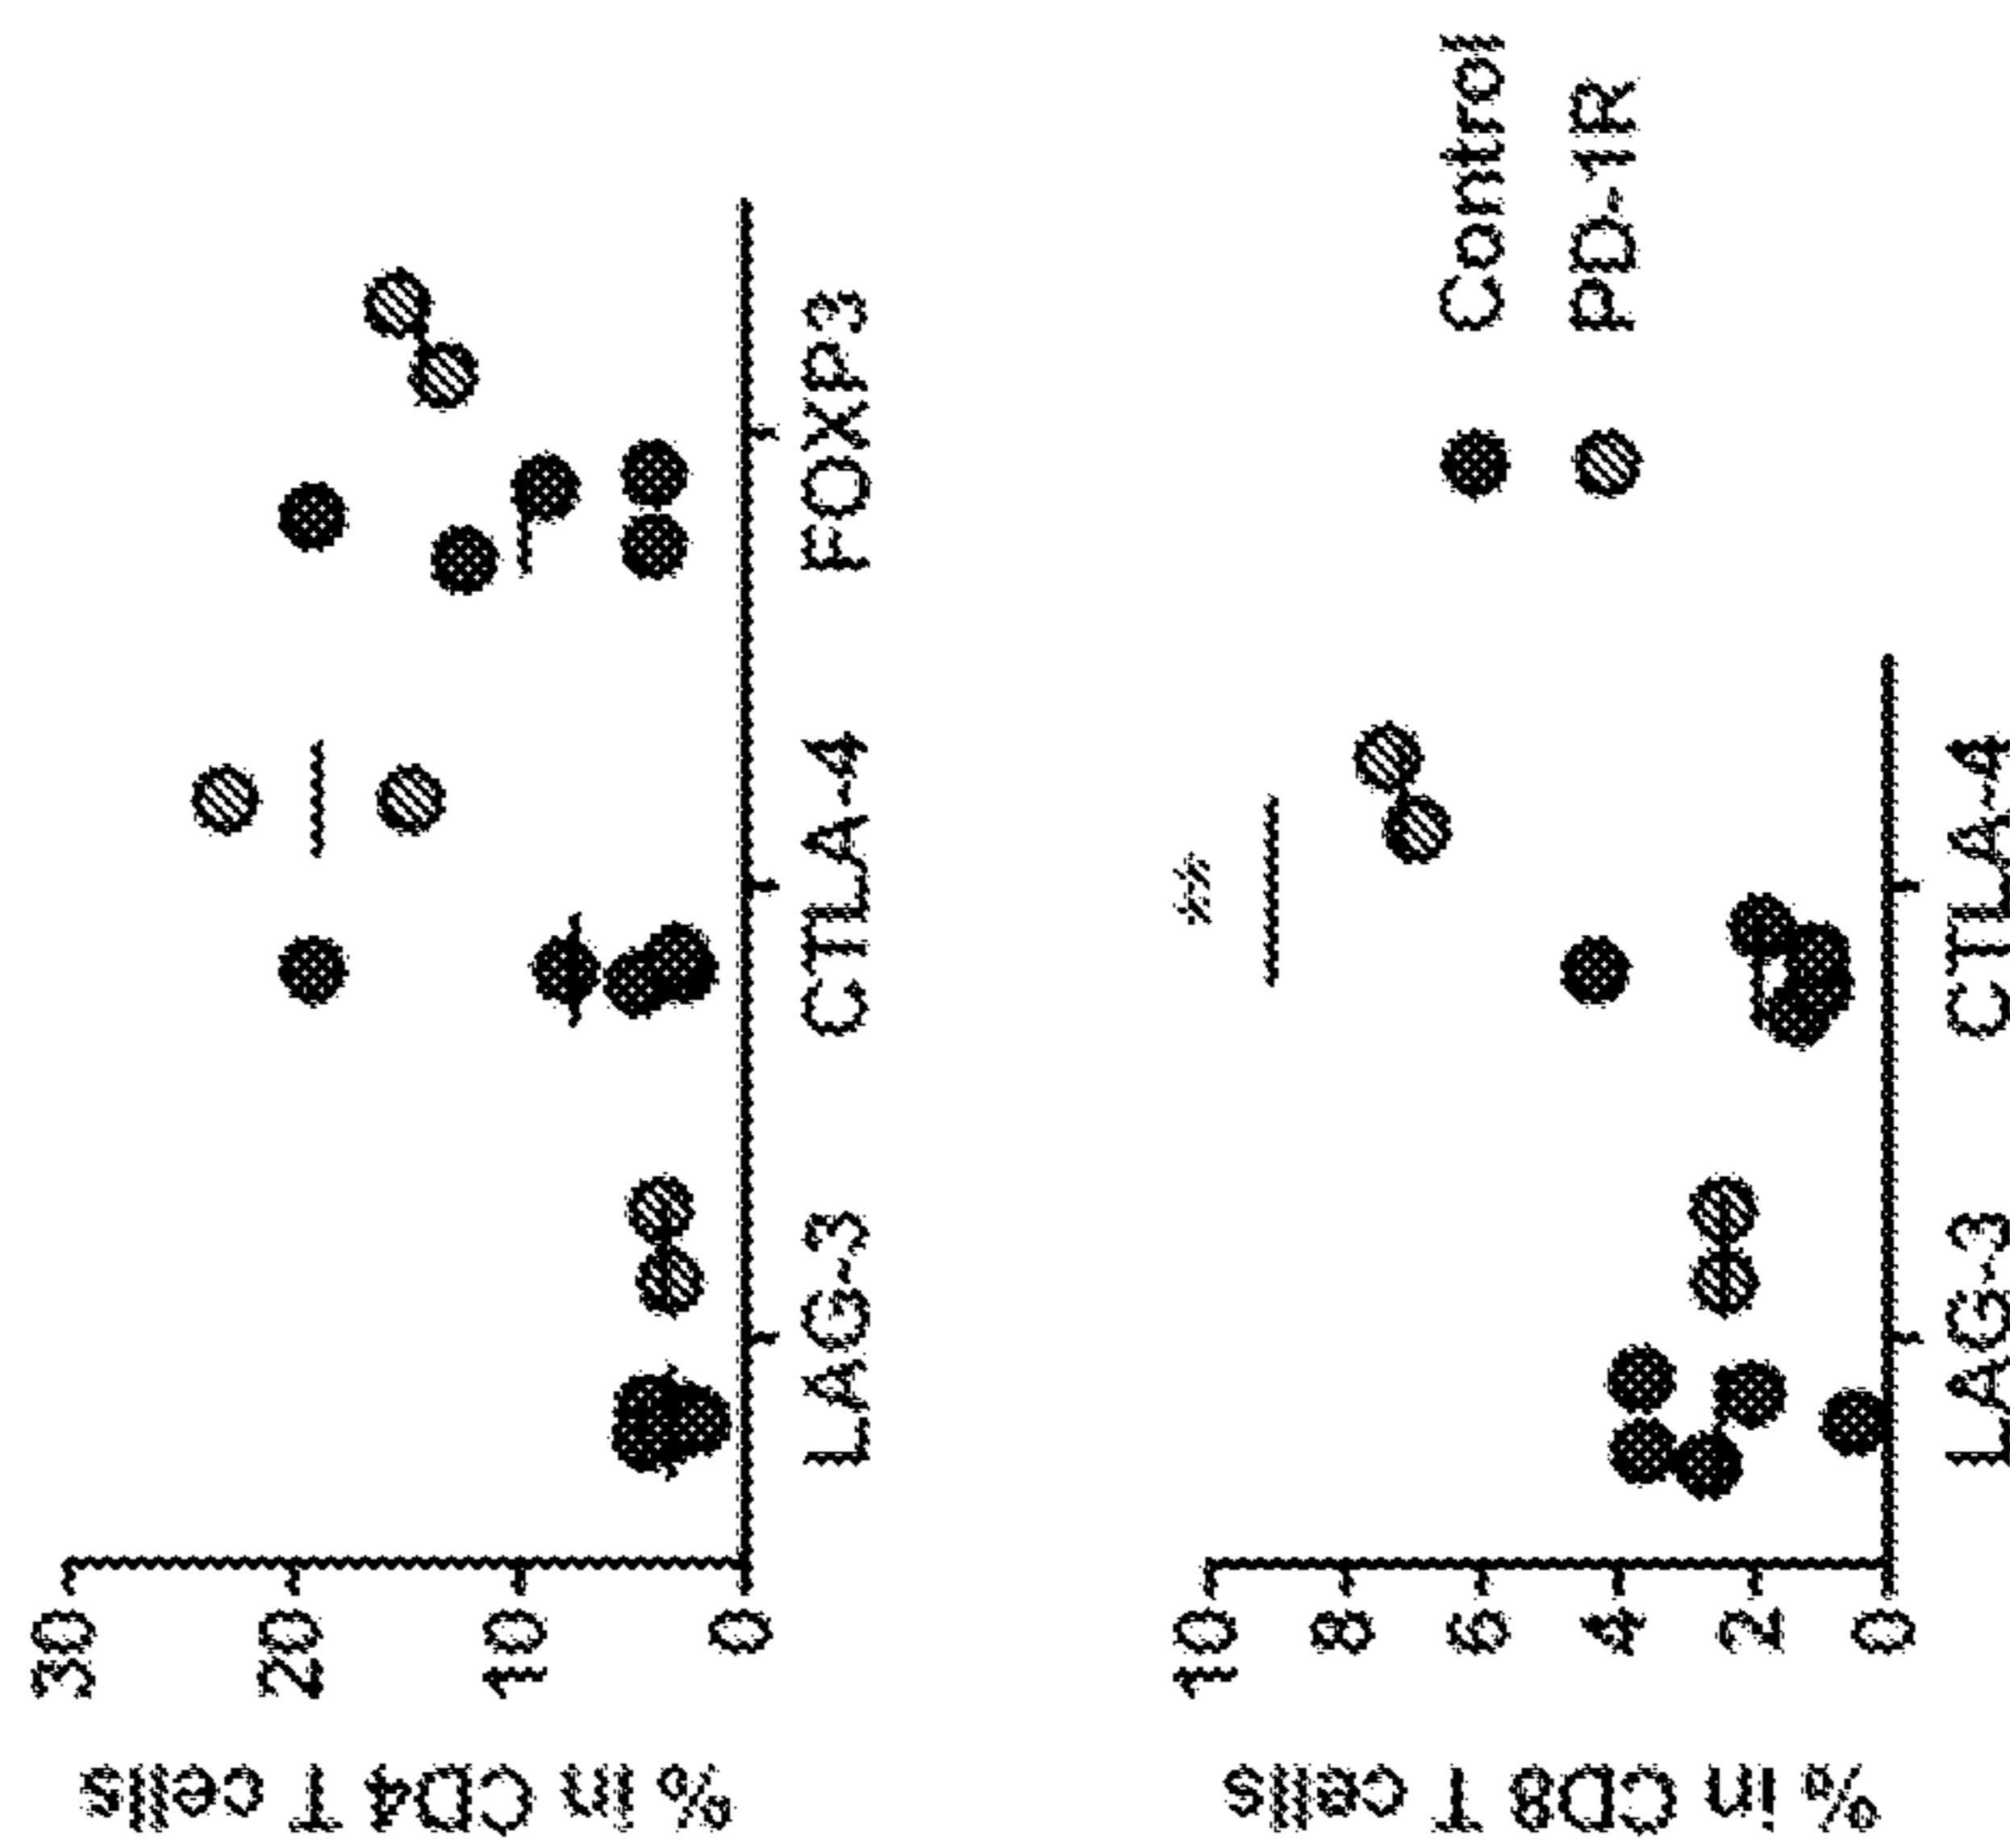 % in CD4 T cells
30
20
10
0
LAG-3 CTLA-4 FOXP3
% in CD8 T cells
10
8
6
4
2
0
LAG-3 CTLA-4
**
Control
PD-1R